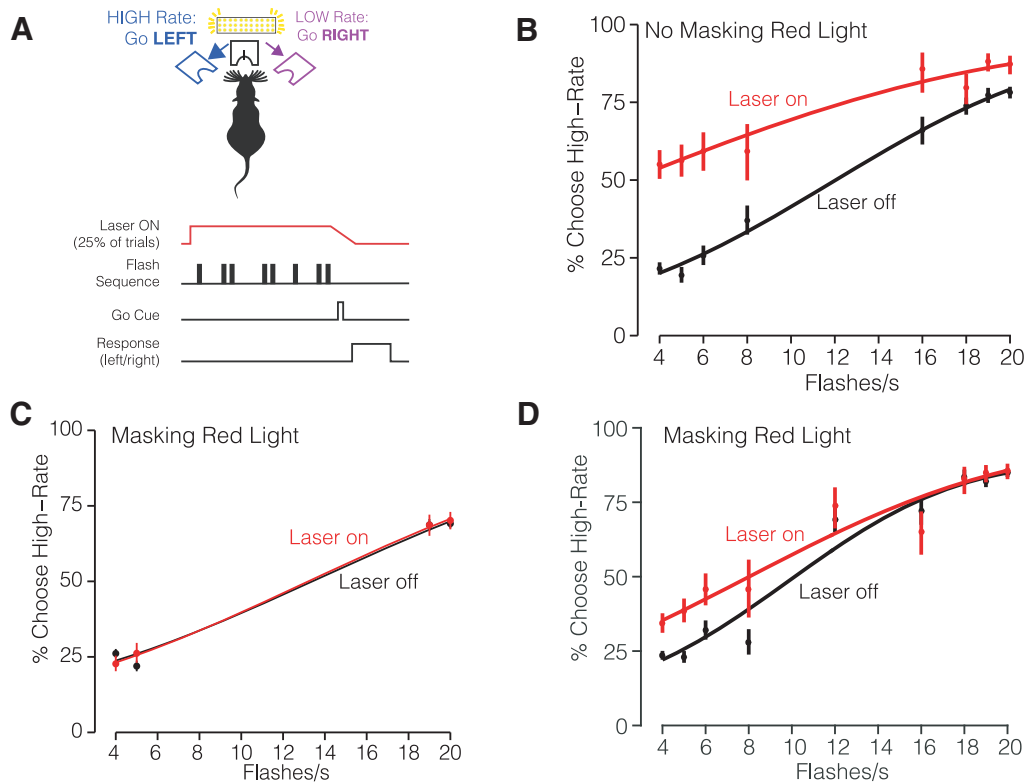 A
HIGH Rate:
Go LEFT
LOW Rate:
Go RIGHT
Laser ON
(25% of trials)
Flash
Sequence
Go Cue
Response
(left/right)
B
No Masking Red Light
% Choose High–Rate
100
75
50
25
0
Laser on
Laser off
4 6 8 10 12 14 16 18 20
Flashes/s
C
Masking Red Light
% Choose High–Rate
100
75
50
25
0
Laser on
Laser off
4 6 8 10 12 14 16 18 20
Flashes/s
D
Masking Red Light
% Choose High-Rate
100
75
50
25
0
Laser on
Laser off
4 6 8 10 12 14 16 18 20
Flashes/s